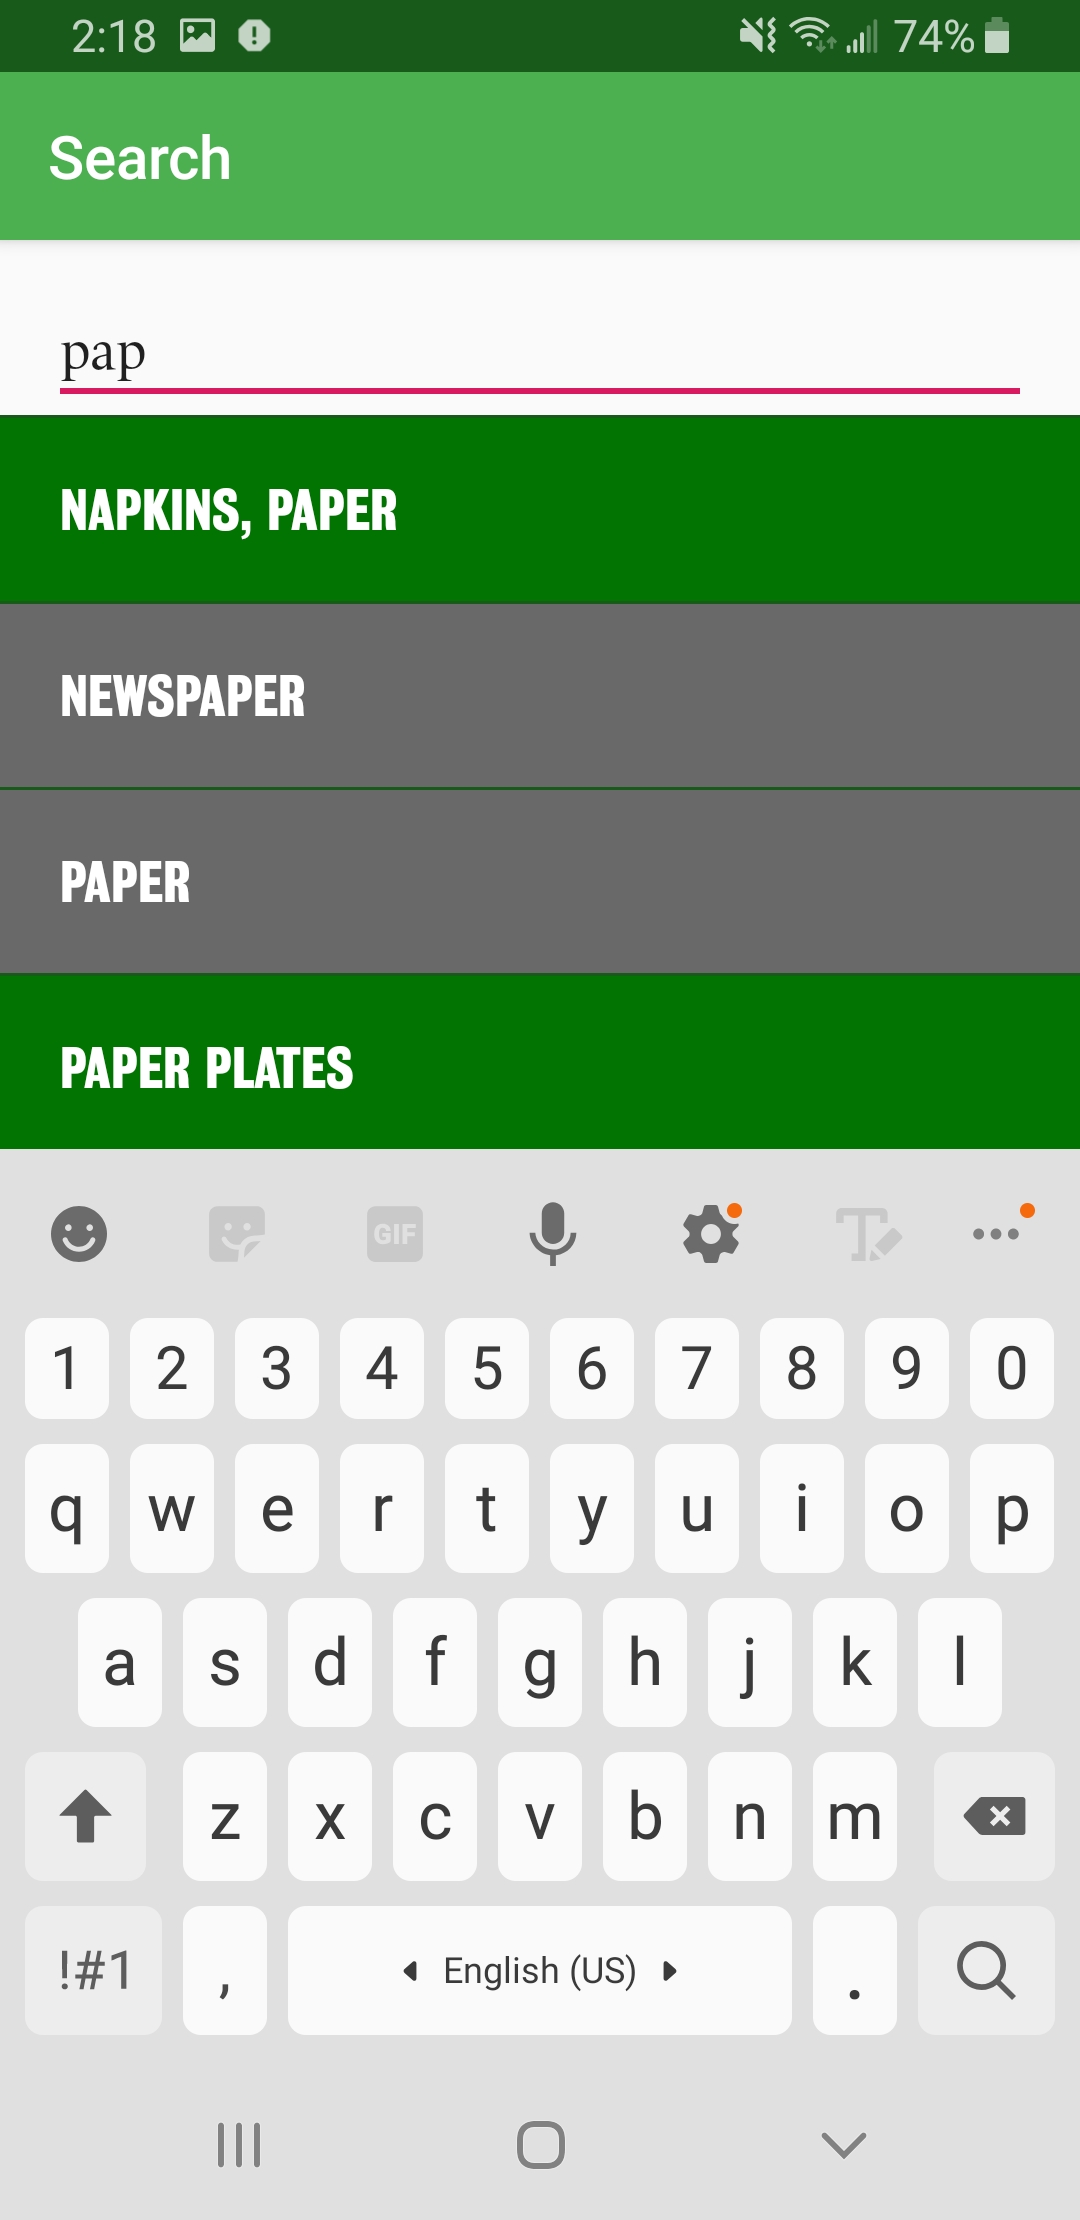 2:18 74%
Search
pap
NAPKINS, PAPER
NEWSPAPER
PAPER
PAPER PLATES
GIF
1 2 3 4 5 6 7 8 9 0
q w e r t y u i o p
a s d f g h j k l
z x c v b n m
!#1 , English (US) .